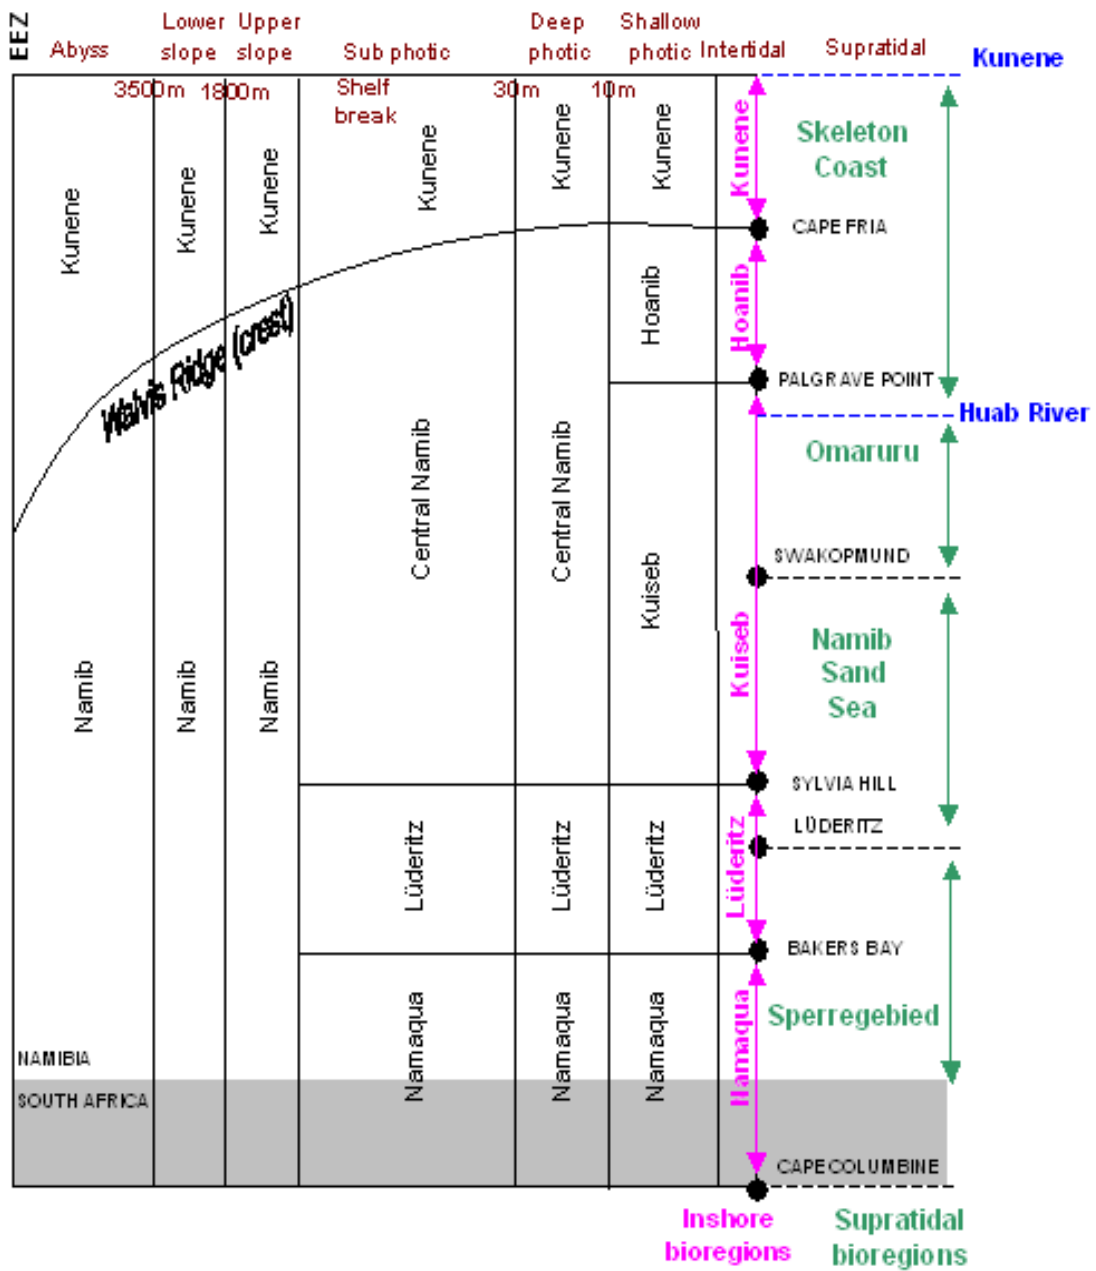 EEZ
Lower Upper
Deep
Shallow
Abyss
slope slope
Sub photic
photic
photic
Intertidal
Supratidal
Kunene
3500m
1800m
Shelf
break
30m
10m
Kunene
Kunene
Kunene
Kunene
Kunene
Kunene
Kunene
Skeleton
Coast
CAPE FRIA
Walvis Ridge (crest)
Hoanib
Hoanib
PALGRAVE POINT
Huab River
Omaruru
Central Namib
Central Namib
SWAKOPMUND
Kuiseb
Kuiseb
Namib
Namib
Namib
Namib
Sand
Sea
SYLVIA HILL
LÜDERITZ
Lüderitz
Lüderitz
Lüderitz
Lüderitz
BAKERS BAY
Namaqua
Namaqua
Namaqua
Namaqua
Sperregebied
NAMIBIA
SOUTH AFRICA
CAPE COLUMBINE
Inshore
bioregions
Supratidal
bioregions